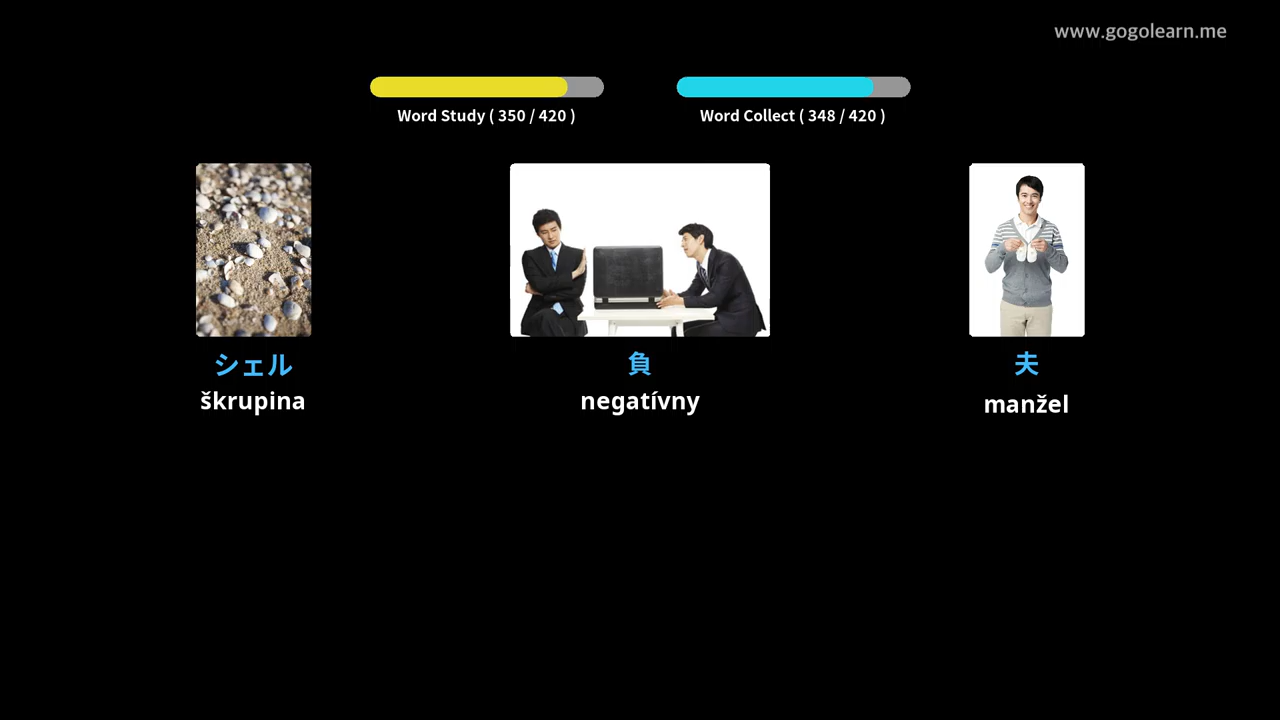 www.gogolearn.me
Word Study ( 350 / 420 )
Word Collect ( 348 / 420 )
シェル
škrupina
負
negatívny
夫
manžel